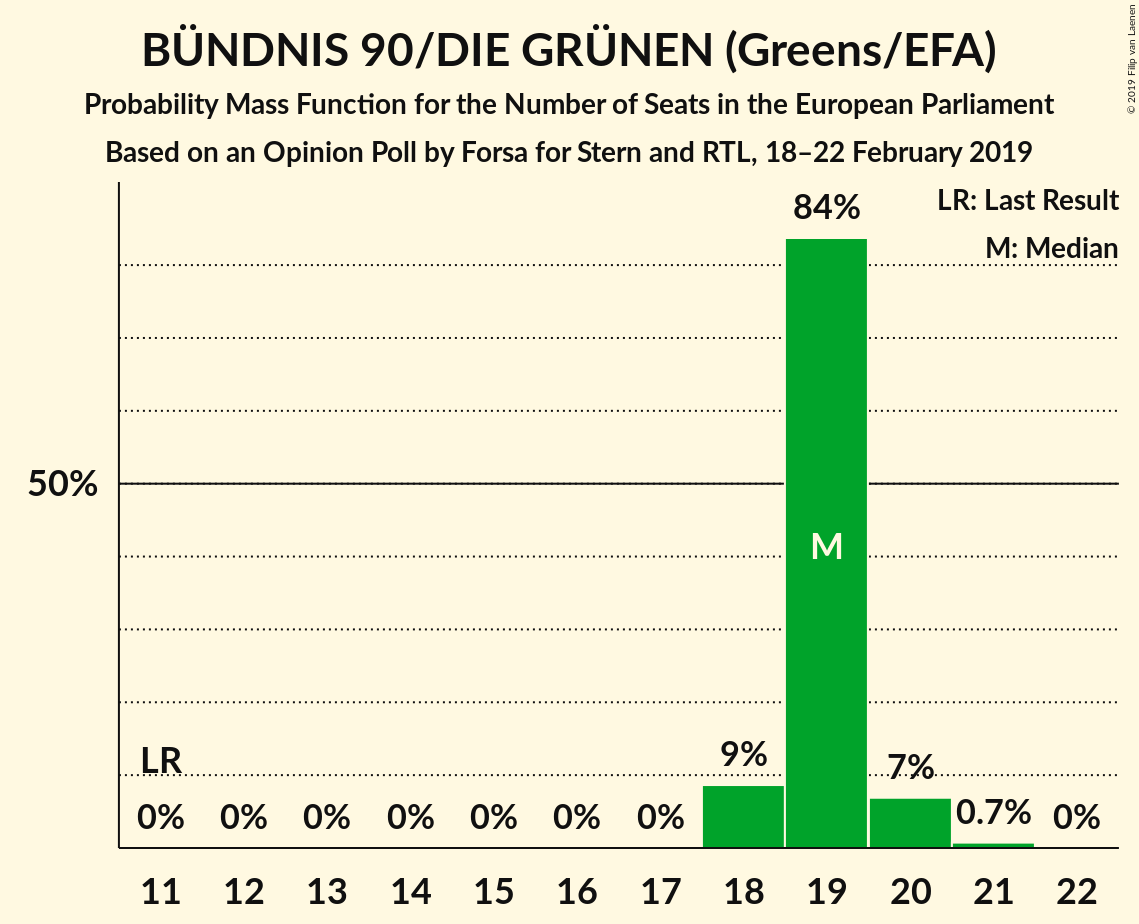 BÜNDNIS 90/DIE GRÜNEN (Greens/EFA)
Probability Mass Function for the Number of Seats in the European Parliament
Based on an Opinion Poll by Forsa for Stern and RTL, 18–22 February 2019
© 2019 Filip van Laenen
LR: Last Result
M: Median
84%
50%
M
LR
9%
7%
0% 0% 0% 0% 0% 0% 0% 0.7% 0%
11 12 13 14 15 16 17 18 19 20 21 22